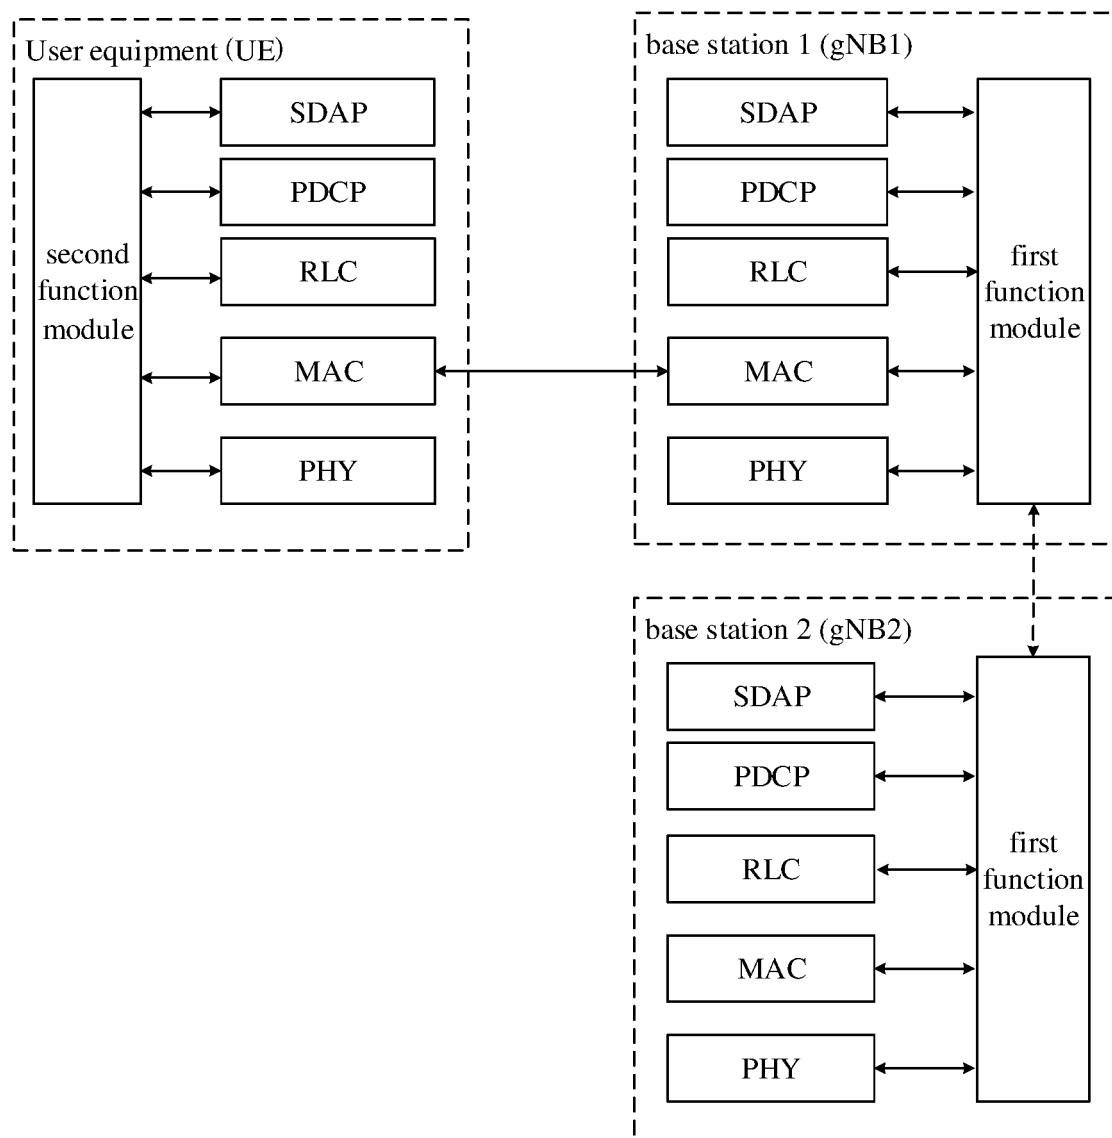 User equipment (UE)
SDAP
PDCP
RLC
MAC
PHY
second
function
module
base station 1 (gNB1)
SDAP
PDCP
RLC
MAC
PHY
first
function
module
base station 2 (gNB2)
SDAP
PDCP
RLC
MAC
PHY
first
function
module